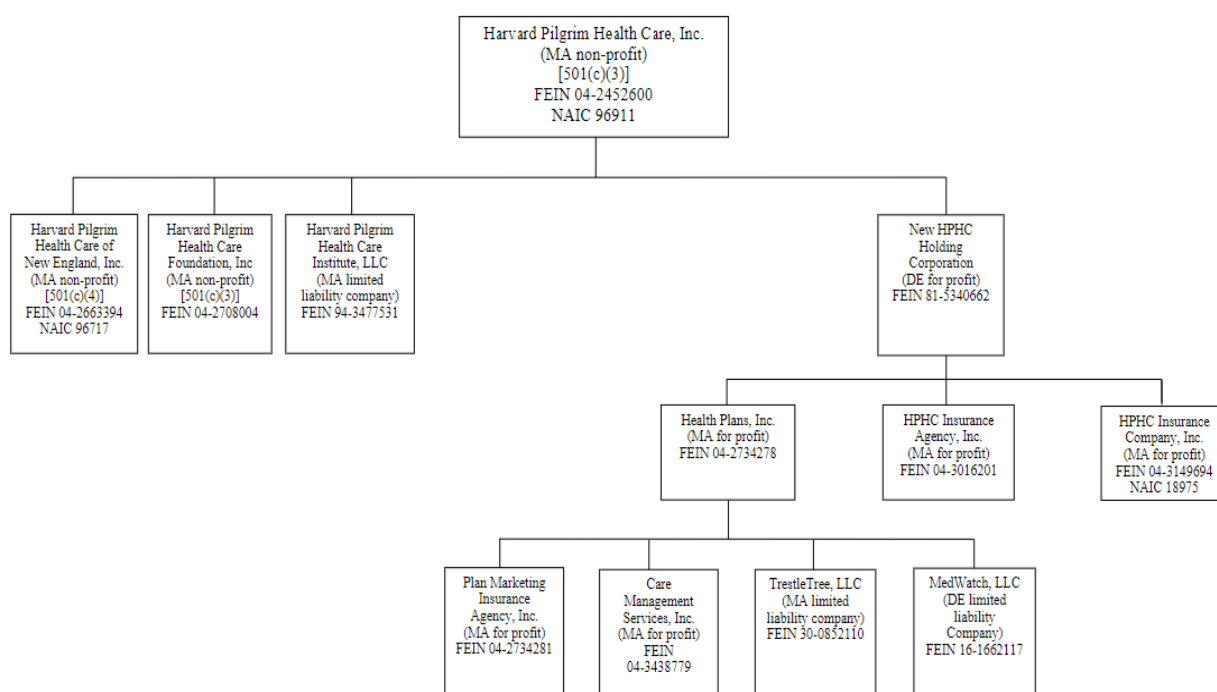 Harvard Pilgrim Health Care, Inc.
(MA non-profit)
[501(c)(3)]
FEIN 04-2452600
NAIC 96911
Harvard Pilgrim
Health Care of
New England, Inc.
(MA non-profit)
[501(c)(4)]
FEIN 04-2663394
NAIC 96717
Harvard Pilgrim
Health Care
Foundation, Inc
(MA non-profit)
[501(c)(3)]
FEIN 04-2708004
Harvard Pilgrim
Health Care
Institute, LLC
(MA limited
liability company)
FEIN 94-3477531
New HPHC
Holding
Corporation
(DE for profit)
FEIN 81-5340662
Health Plans, Inc.
(MA for profit)
FEIN 04-2734278
HPHC Insurance
Agency, Inc.
(MA for profit)
FEIN 04-3016201
HPHC Insurance
Company, Inc.
(MA for profit)
FEIN 04-3149694
NAIC 18975
Plan Marketing
Insurance
Agency, Inc.
(MA for profit)
FEIN 04-2734281
Care
Management
Services, Inc.
(MA for profit)
FEIN
04-3438779
TrestleTree, LLC
(MA limited
liability company)
FEIN 30-0852110
MedWatch, LLC
(DE limited
liability
Company)
FEIN 16-1662117